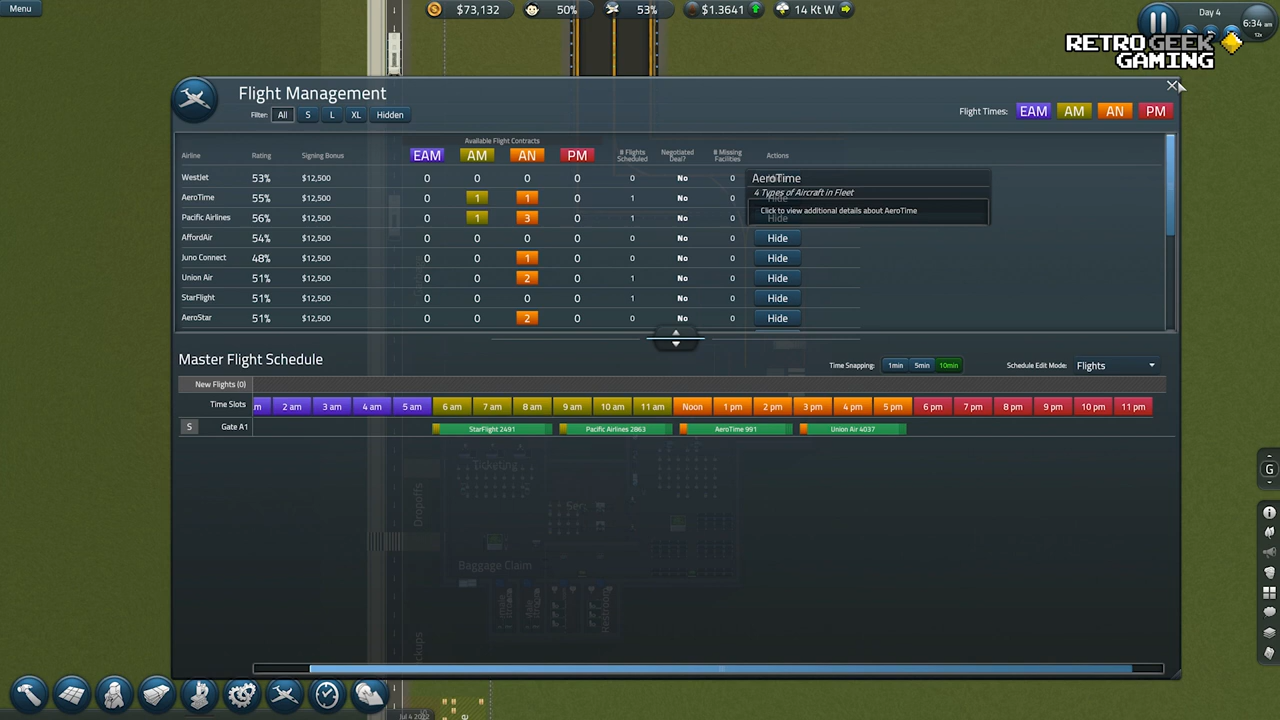 Menu
$73,132 50% 53% $1.3641 14 Kt W
Day 4
6:34 am
12x
RETRO GEEK
GAMING
Flight Management
Filter: All S L XL Hidden
Flight Times: EAM AM AN PM
Available Flight Contracts
Airline Rating Signing Bonus EAM AM AN PM # Flights Scheduled Negotiated Deal? # Missing Facilities Actions
WestJet 53% $12,500 0 0 0 0 0 No 0
AeroTime 55% $12,500 0 1 1 0 1 No 0 Hide
Pacific Airlines 56% $12,500 0 1 3 0 1 No 0 Hide
AffordAir 54% $12,500 0 0 0 0 0 No 0 Hide
Juno Connect 48% $12,500 0 0 1 0 0 No 0 Hide
Union Air 51% $12,500 0 0 2 0 1 No 0 Hide
StarFlight 51% $12,500 0 0 0 0 1 No 0 Hide
AeroStar 51% $12,500 0 0 2 0 0 No 0 Hide
AeroTime
4 Types of Aircraft in Fleet
Click to view additional details about AeroTime
Master Flight Schedule
Time Snapping: 1min 5min 10min
Schedule Edit Mode: Flights
New Flights (0)
Time Slots m 2 am 3 am 4 am 5 am 6 am 7 am 8 am 9 am 10 am 11 am Noon 1 pm 2 pm 3 pm 4 pm 5 pm 6 pm 7 pm 8 pm 9 pm 10 pm 11 pm
S Gate A1 StarFlight 2491 Pacific Airlines 2863 AeroTime 991 Union Air 4037
Ticketing
Dropoffs
Baggage Claim
Restroom
G
Jul 4 2022